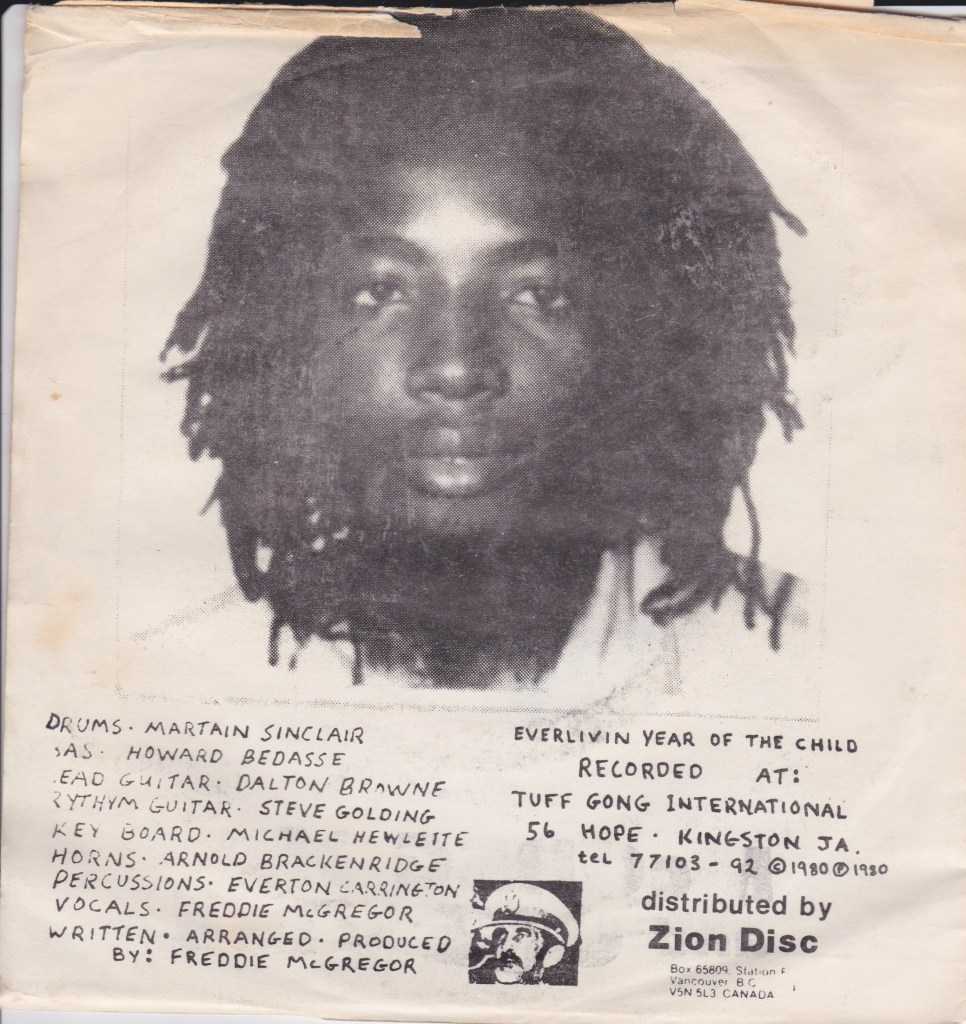 DRUMS · MARTAIN SINCLAIR
BAS · HOWARD BEDASSE
LEAD GUITAR · DALTON BROWNE
RYTHYM GUITAR · STEVE GOLDING
KEY BOARD · MICHAEL HEWLETTE
HORNS · ARNOLD BRACKENRIDGE
PERCUSSIONS · EVERTON CARRINGTON
VOCALS · FREDDIE McGREGOR
WRITTEN · ARRANGED · PRODUCED
BY: FREDDIE McGREGOR
EVERLIVIN YEAR OF THE CHILD
RECORDED AT:
TUFF GONG INTERNATIONAL
56 HOPE · KINGSTON JA.
tel 77103-92 ©1980 ℗1980
distributed by
Zion Disc
Box 65809, Station F
Vancouver B C
V5N 5L3 CANADA